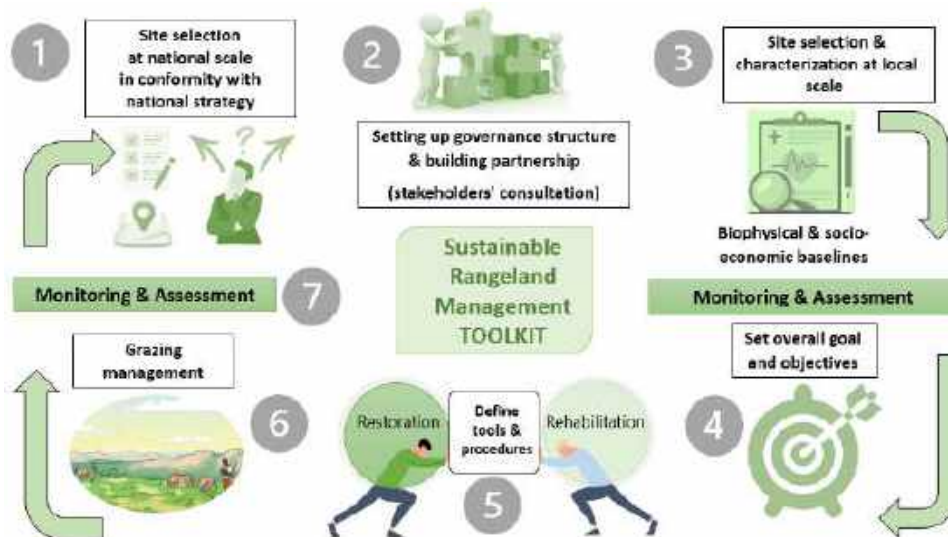 1
Site selection
at national scale
in conformity with
national strategy
2
Setting up governance structure
& building partnership
(stakeholders' consultation)
3
Site selection &
characterization at local
scale
Biophysical & socio-
economic baselines
Sustainable
Rangeland
Management
TOOLKIT
Monitoring & Assessment
7
Monitoring & Assessment
Set overall goal
and objectives
4
Restoration
Define
tools &
procedures
Rehabilitation
5
Grazing
management
6